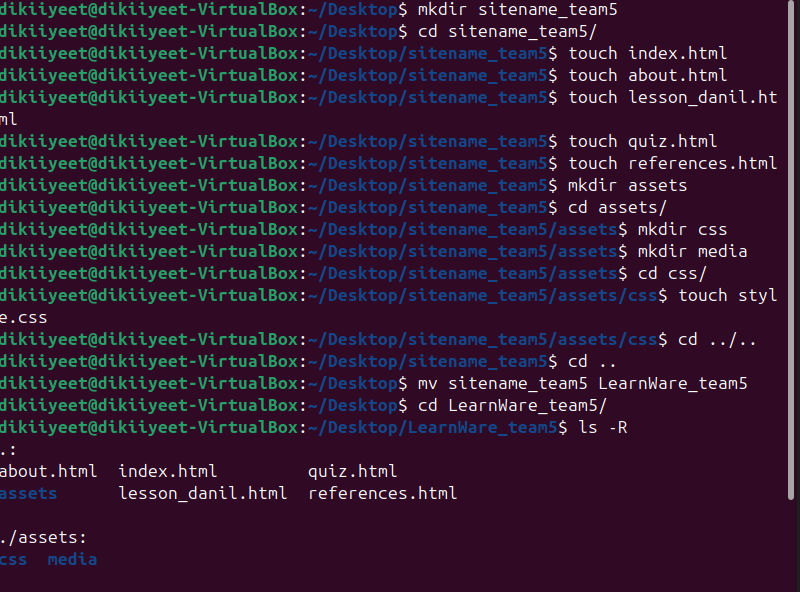 dikiiyeet@dikiiyeet-VirtualBox:~/Desktop$ mkdir sitename_team5
dikiiyeet@dikiiyeet-VirtualBox:~/Desktop$ cd sitename_team5/
dikiiyeet@dikiiyeet-VirtualBox:~/Desktop/sitename_team5$ touch index.html
dikiiyeet@dikiiyeet-VirtualBox:~/Desktop/sitename_team5$ touch about.html
dikiiyeet@dikiiyeet-VirtualBox:~/Desktop/sitename_team5$ touch lesson_danil.ht
ml
dikiiyeet@dikiiyeet-VirtualBox:~/Desktop/sitename_team5$ touch quiz.html
dikiiyeet@dikiiyeet-VirtualBox:~/Desktop/sitename_team5$ touch references.html
dikiiyeet@dikiiyeet-VirtualBox:~/Desktop/sitename_team5$ mkdir assets
dikiiyeet@dikiiyeet-VirtualBox:~/Desktop/sitename_team5$ cd assets/
dikiiyeet@dikiiyeet-VirtualBox:~/Desktop/sitename_team5/assets$ mkdir css
dikiiyeet@dikiiyeet-VirtualBox:~/Desktop/sitename_team5/assets$ mkdir media
dikiiyeet@dikiiyeet-VirtualBox:~/Desktop/sitename_team5/assets$ cd css/
dikiiyeet@dikiiyeet-VirtualBox:~/Desktop/sitename_team5/assets/css$ touch styl
e.css
dikiiyeet@dikiiyeet-VirtualBox:~/Desktop/sitename_team5/assets/css$ cd ../..
dikiiyeet@dikiiyeet-VirtualBox:~/Desktop/sitename_team5$ cd ..
dikiiyeet@dikiiyeet-VirtualBox:~/Desktop$ mv sitename_team5 LearnWare_team5
dikiiyeet@dikiiyeet-VirtualBox:~/Desktop$ cd LearnWare_team5/
dikiiyeet@dikiiyeet-VirtualBox:~/Desktop/LearnWare_team5$ ls -R
.:
about.html  index.html         quiz.html
assets      lesson_danil.html  references.html

./assets:
css  media